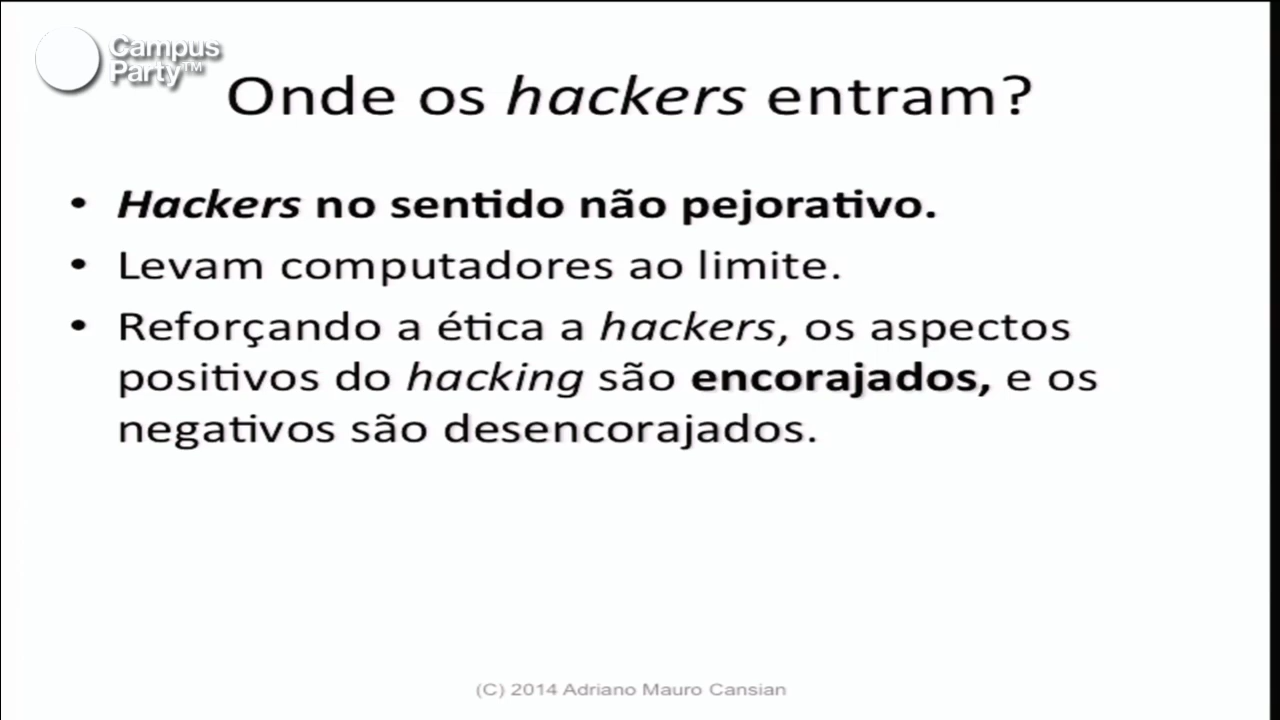 Campus
Party™
Onde os hackers entram?
• Hackers no sentido não pejorativo.
• Levam computadores ao limite.
• Reforçando a ética a hackers, os aspectos
positivos do hacking são encorajados, e os
negativos são desencorajados.
(C) 2014 Adriano Mauro Cansian